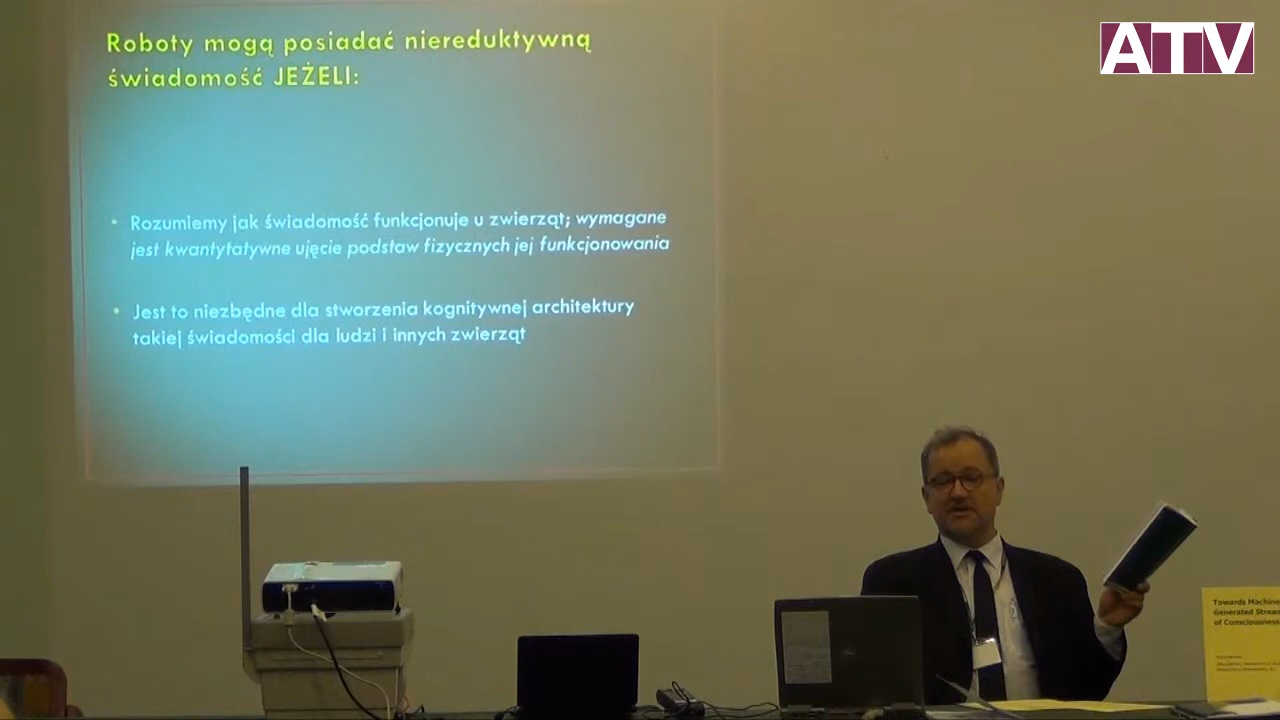 ATV
Roboty mogą posiadać niereduktywną
świadomość JEŻELI:
• Rozumiemy jak świadomość funkcjonuje u zwierząt; wymagane
jest kwantytatywne ujęcie podstaw fizycznych jej funkcjonowania
• Jest to niezbędne dla stworzenia kognitywnej architektury
takiej świadomości dla ludzi i innych zwierząt
Towards Machine
Generated Strea
of Consciousness